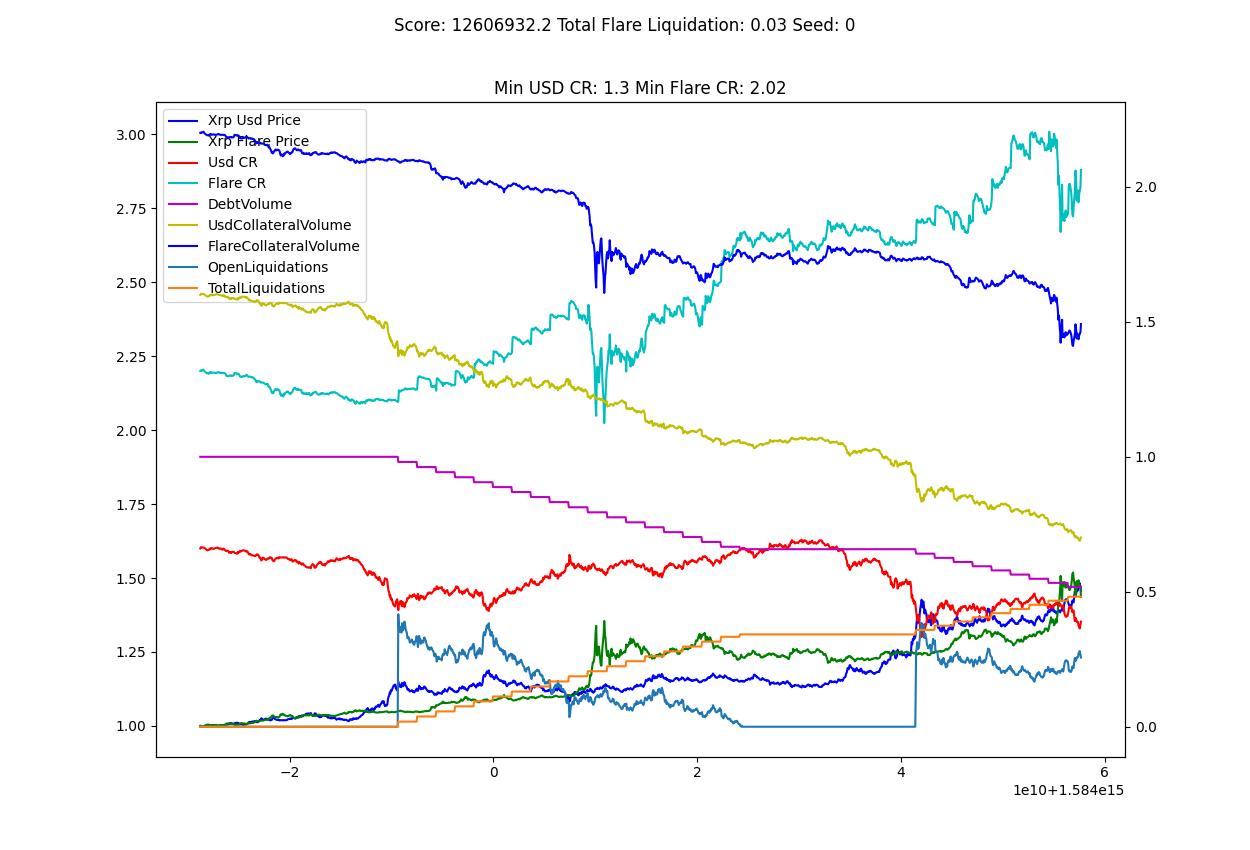 Score: 12606932.2 Total Flare Liquidation: 0.03 Seed: 0
Min USD CR: 1.3 Min Flare CR: 2.02
Xrp Usd Price
Xrp Flare Price
Usd CR
Flare CR
DebtVolume
UsdCollateralVolume
FlareCollateralVolume
OpenLiquidations
TotalLiquidations
3.00
2.75
2.50
2.25
2.00
1.75
1.50
1.25
1.00
2.0
1.5
1.0
0.5
0.0
−2 0 2 4 6
1e10+1.584e15